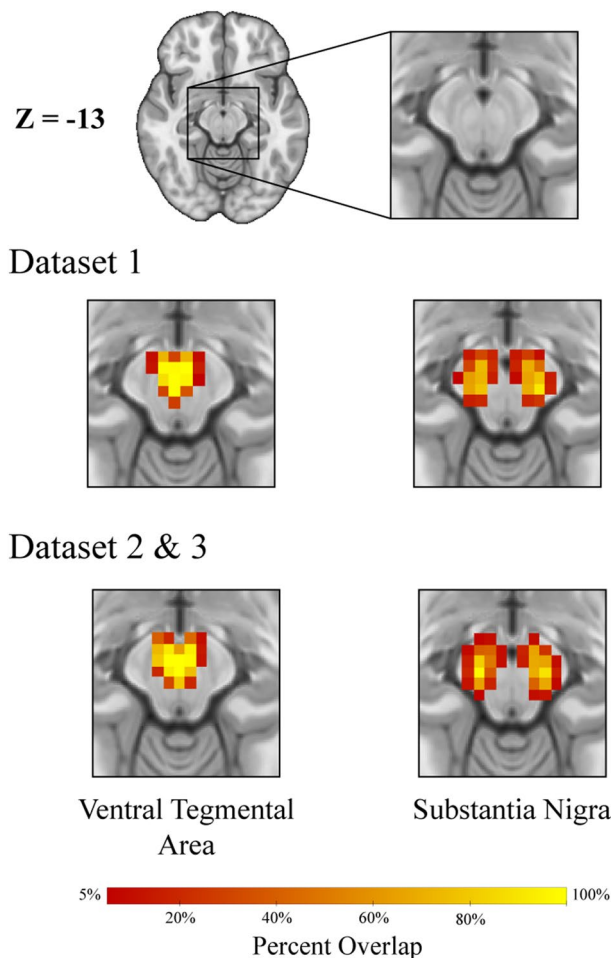 Z = -13
Dataset 1
Dataset 2 & 3
Ventral Tegmental
Area
Substantia Nigra
5%
100%
20%
40%
60%
80%
Percent Overlap